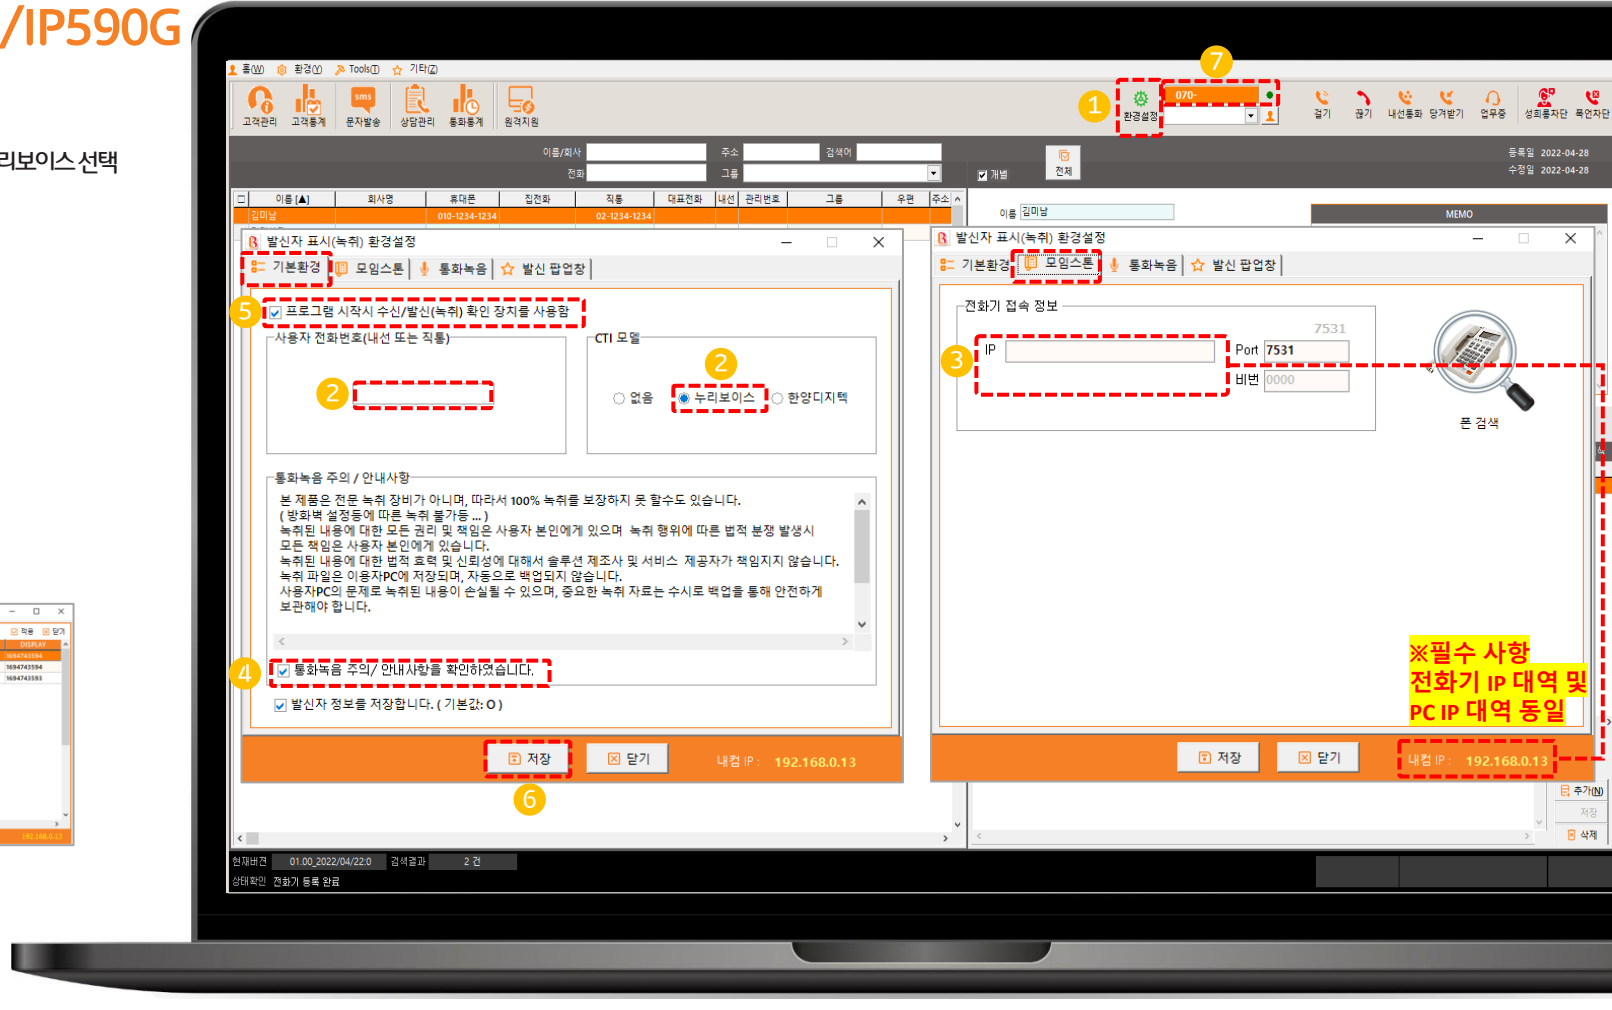 /IP590G
리보이스 선택
홈(W) 환경(Y) Tools(T) 기타(Z)
고객관리 고객통계 문자발송 상담관리 통화통계 원격지원
sms
1
환경설정
7
070-
걸기 끊기 내선통화 당겨받기 업무중 성희롱차단 폭언차단
이름/회사 주소 검색어
전화 그룹
개별
전체
등록일 2022-04-28
수정일 2022-04-28
이름 [▲] 회사명 휴대폰 집전화 직통 대표전화 내선 관리번호 그룹 우편 주소
김미남 010-1234-1234 02-1234-1234
이름 김미남
MEMO
발신자 표시(녹취) 환경설정
기본환경 모임스톤 통화녹음 발신 팝업창
5
프로그램 시작시 수신/발신(녹취) 확인 장치를 사용함
사용자 전화번호(내선 또는 직통)
2
CTI 모델
2
없음 누리보이스 한양디지텍
통화녹음 주의 / 안내사항
본 제품은 전문 녹취 장비가 아니며, 따라서 100% 녹취를 보장하지 못 할수도 있습니다.
( 방화벽 설정등에 따른 녹취 불가등 ... )
녹취된 내용에 대한 모든 권리 및 책임은 사용자 본인에게 있으며 녹취 행위에 따른 법적 분쟁 발생시
모든 책임은 사용자 본인에게 있습니다.
녹취된 내용에 대한 법적 효력 및 신뢰성에 대해서 솔루션 제조사 및 서비스 제공자가 책임지지 않습니다.
녹취 파일은 이용자PC에 저장되며, 자동으로 백업되지 않습니다.
사용자PC의 문제로 녹취된 내용이 손실될 수 있으며, 중요한 녹취 자료는 수시로 백업을 통해 안전하게
보관해야 합니다.
4
통화녹음 주의/ 안내사항을 확인하였습니다.
발신자 정보를 저장합니다. ( 기본값: O )
저장 닫기 내컴 IP : 192.168.0.13
6
발신자 표시(녹취) 환경설정
기본환경 모임스톤 통화녹음 발신 팝업창
전화기 접속 정보
7531
3
IP Port 7531
비번 0000
폰 검색
※필수 사항
전화기 IP 대역 및
PC IP 대역 동일
저장 닫기 내컴 IP : 192.168.0.13
추가(N)
저장
삭제
적용 닫기
DISPLAY
1694743594
1694743594
1694743593
192.168.0.13
현재버전 01.00_2022/04/22:0 검색결과 2 건
상태확인 전화기 등록 완료